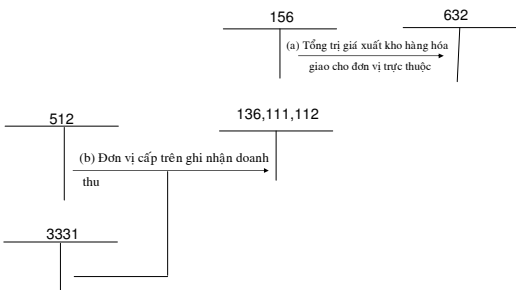 156
632
(a) Tổng trị giá xuất kho hàng hóa
giao cho đơn vị trực thuộc
512
136,111,112
(b) Đơn vị cấp trên ghi nhận doanh
thu
3331